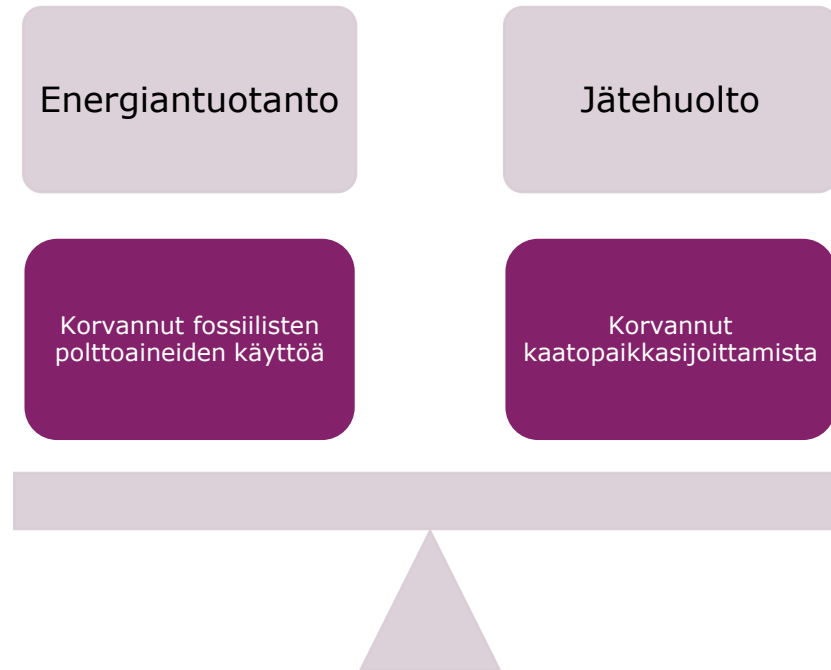 Energiantuotanto
Jätehuolto
Korvannut fossiilisten
polttoaineiden käyttöä
Korvannut
kaatopaikkasijoittamista